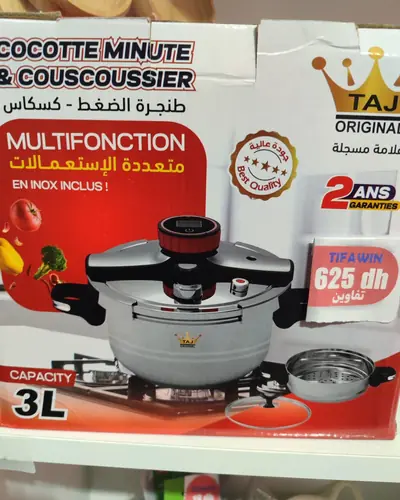 COCOTTE MINUTE
& COUSCOUSSIER
طنجرة الضغط - كسكاس
MULTIFONCTION
متعددة الإستعمالات
EN INOX INCLUS !
جودة عالية
Best Quality
TAJ
ORIGINAL
علامة مسجلة
2 ANS
GARANTIES
TIFAWIN
625 dh
تفاوين
TAJ
CAPACITY
3L